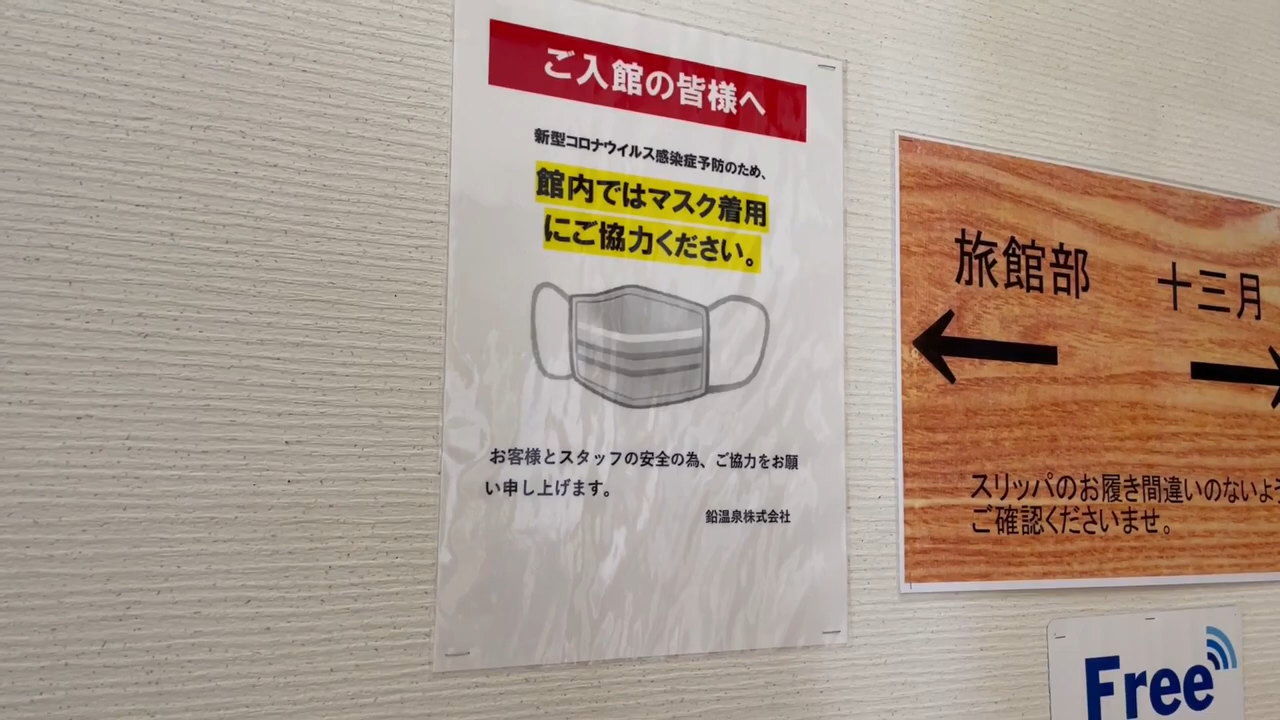 ご入館の皆様へ
新型コロナウイルス感染症予防のため、
館内ではマスク着用
にご協力ください。
お客様とスタッフの安全の為、ご協力をお願
い申し上げます。
鉛温泉株式会社
旅館部 十三月
スリッパのお履き間違いのないよ
ご確認くださいませ。
Free